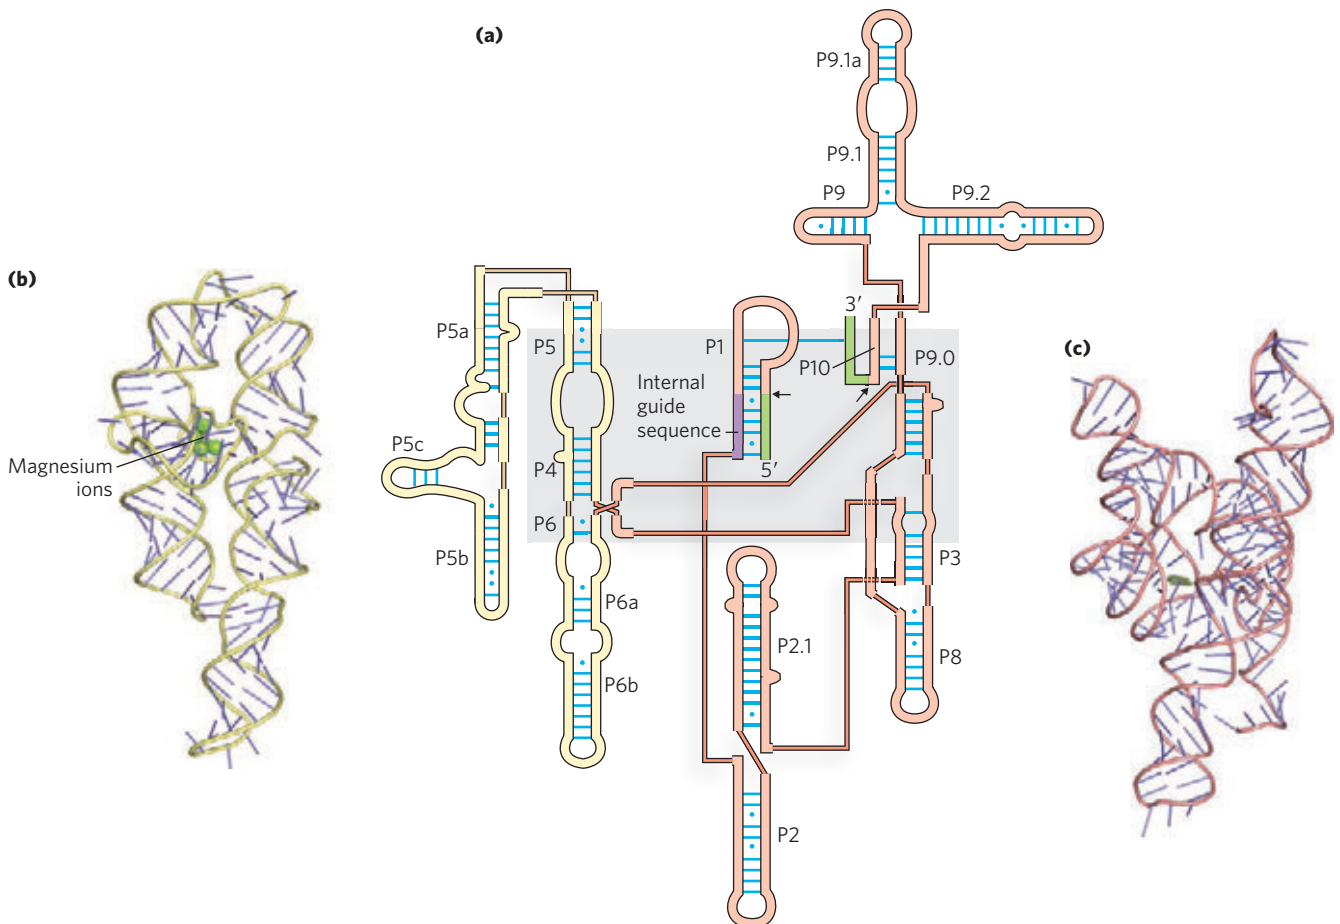 (a)
P9.1a
P9.1
P9
P9.2
(b)
3′
P5a
P5
P1
P10
P9.0
(c)
Internal
guide
sequence
Magnesium
ions
P5c
P4
5′
P6
P5b
P3
P6a
P2.1
P8
P6b
P2